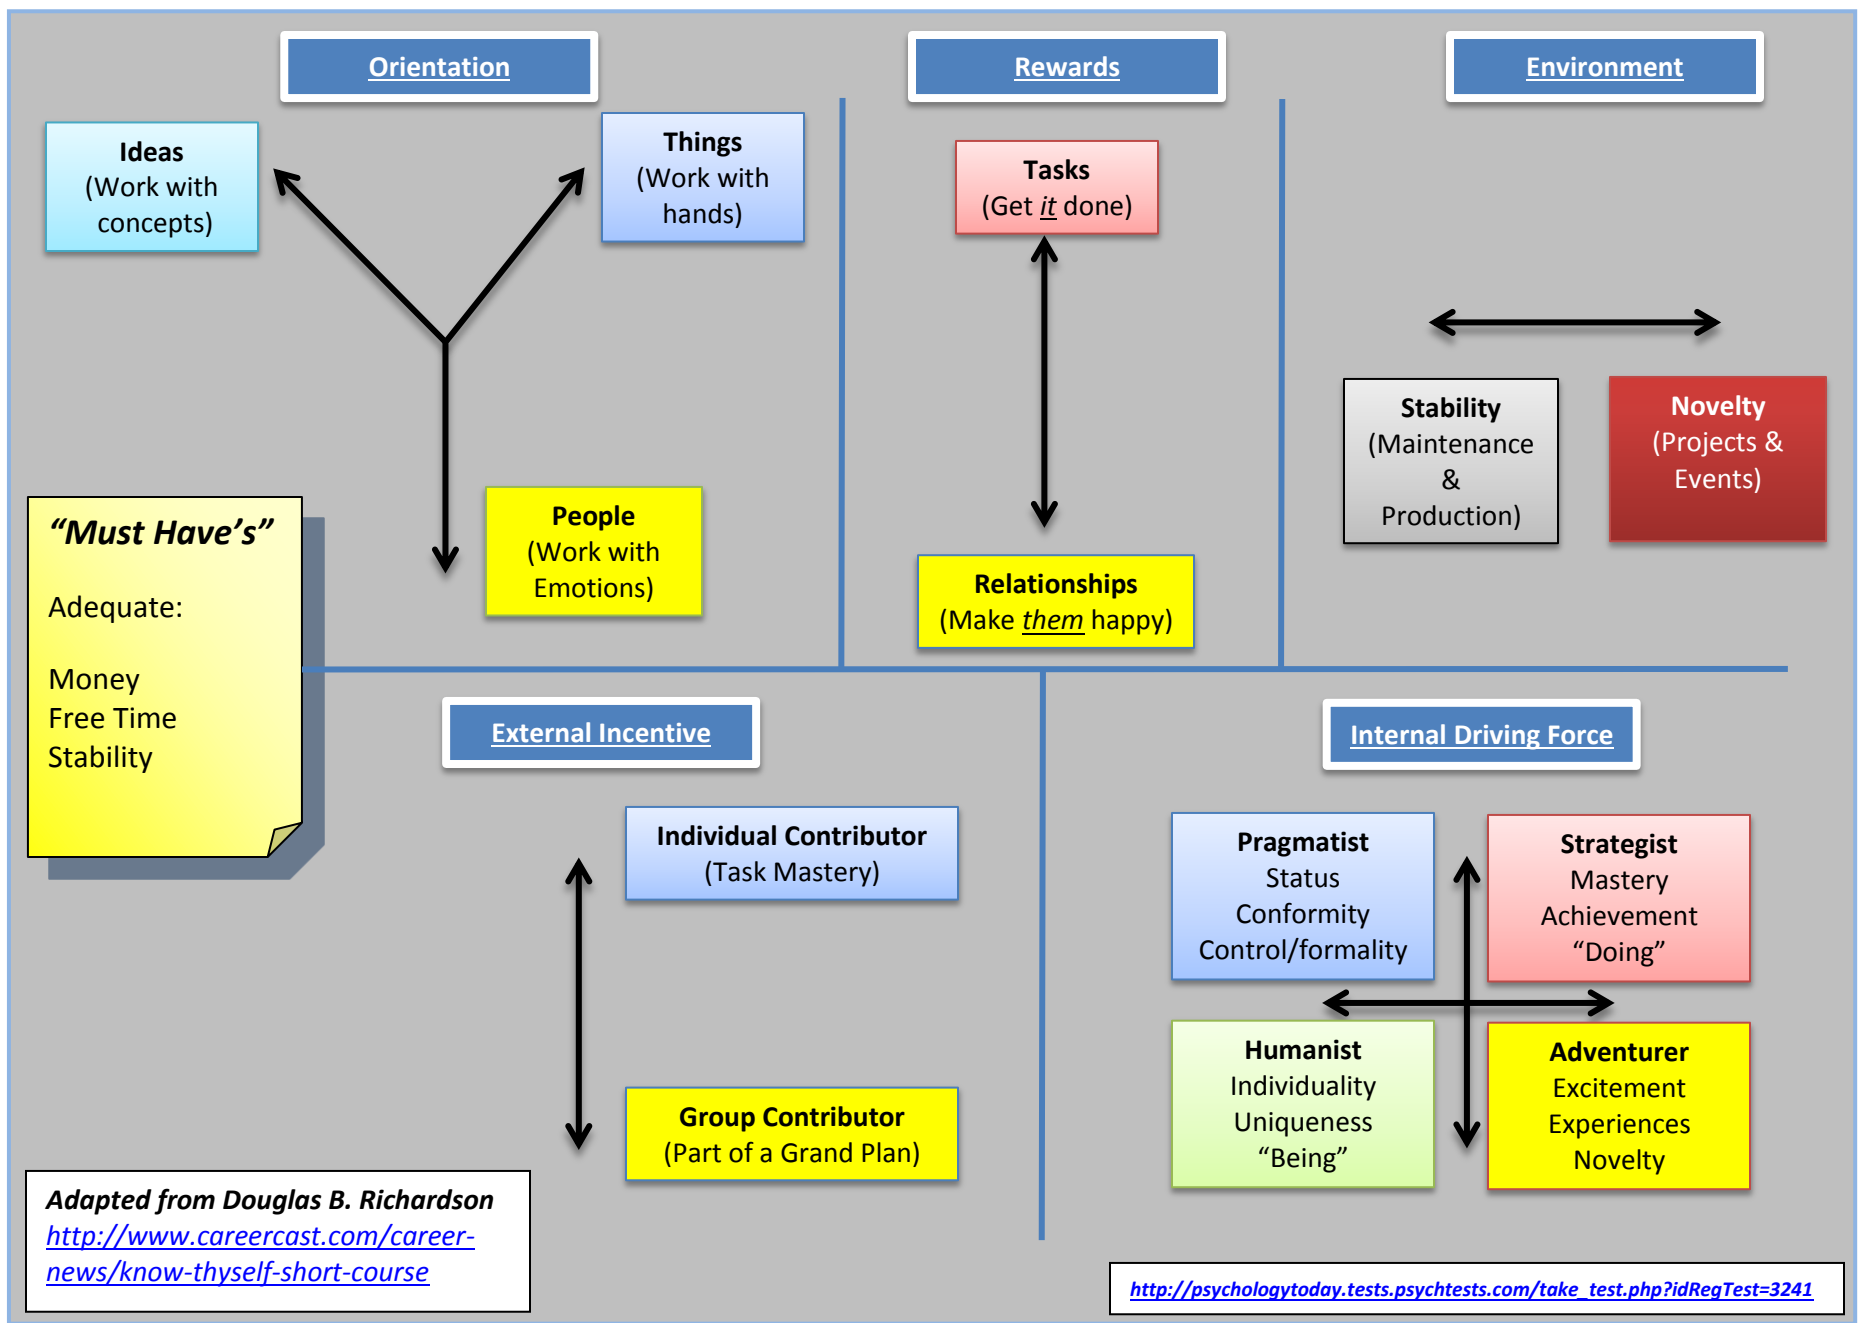 Orientation
Rewards
Environment
Ideas
(Work with
concepts)
Things
(Work with
hands)
People
(Work with
Emotions)
Tasks
(Get it done)
Relationships
(Make them happy)
Stability
(Maintenance
&
Production)
Novelty
(Projects &
Events)
“Must Have’s”
Adequate:
Money
Free Time
Stability
External Incentive
Individual Contributor
(Task Mastery)
Group Contributor
(Part of a Grand Plan)
Internal Driving Force
Pragmatist
Status
Conformity
Control/formality
Strategist
Mastery
Achievement
“Doing”
Humanist
Individuality
Uniqueness
“Being”
Adventurer
Excitement
Experiences
Novelty
Adapted from Douglas B. Richardson
http://www.careercast.com/career-
news/know-thyself-short-course
http://psychologytoday.tests.psychtests.com/take_test.php?idRegTest=3241